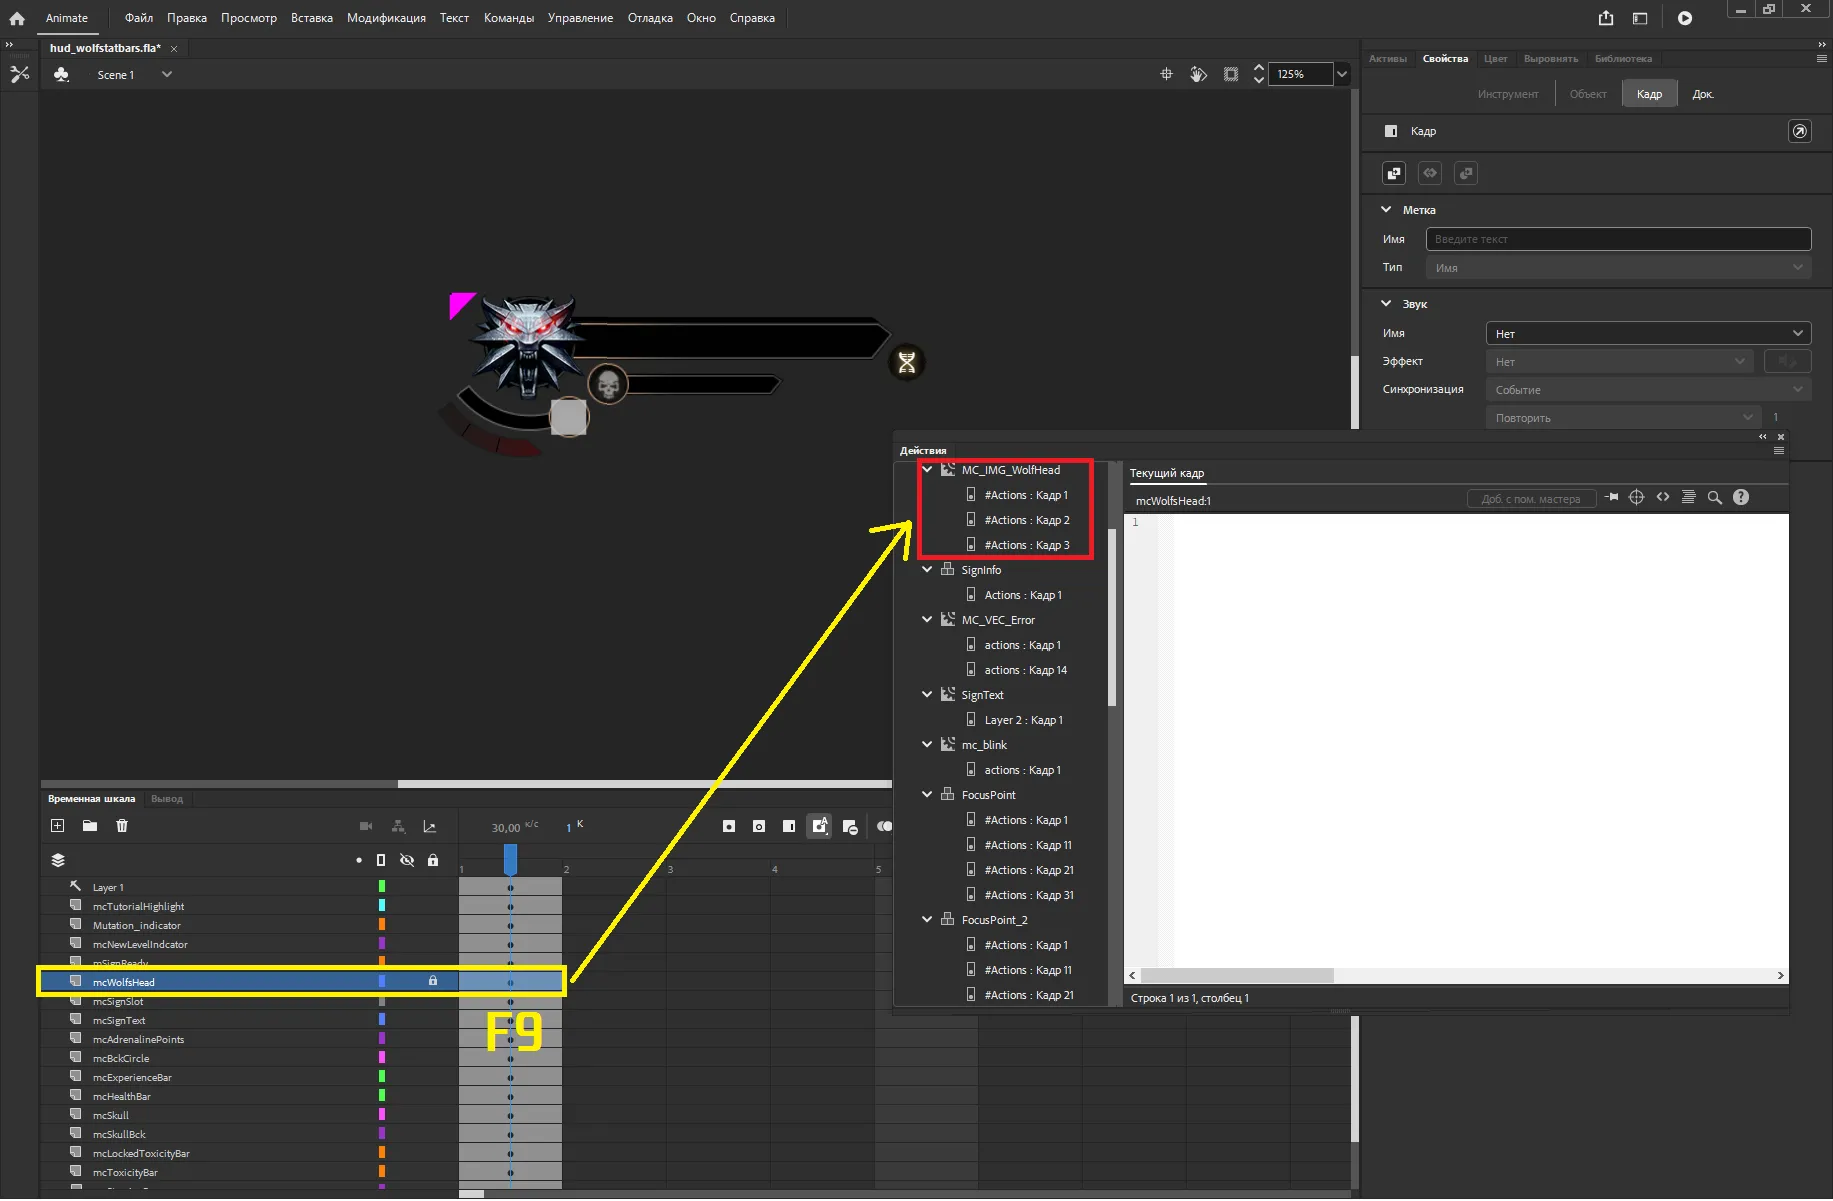 Animate Файл Правка Просмотр Вставка Модификация Текст Команды Управление Отладка Окно Справка
hud_wolfstatbars.fla*
Scene 1
125%
Активы Свойства Цвет Выровнять Библиотека
Инструмент Объект Кадр Док.
Кадр
Метка
Имя Введите текст
Тип Имя
Звук
Имя Нет
Эффект Нет
Синхронизация Событие
Повторить 1
Действия
MC_IMG_WolfHead
#Actions : Кадр 1
#Actions : Кадр 2
#Actions : Кадр 3
SignInfo
Actions : Кадр 1
MC_VEC_Error
actions : Кадр 1
actions : Кадр 14
SignText
Layer 2 : Кадр 1
mc_blink
actions : Кадр 1
FocusPoint
#Actions : Кадр 1
#Actions : Кадр 11
#Actions : Кадр 21
#Actions : Кадр 31
FocusPoint_2
#Actions : Кадр 1
#Actions : Кадр 11
#Actions : Кадр 21
Текущий кадр
mcWolfsHead:1
Доб. с пом. мастера
1
Строка 1 из 1, столбец 1
Временная шкала Вывод
30,00 к/с 1 К
1 2 3 4 5
Layer 1
mcTutorialHighlight
Mutation_indicator
mcNewLevelIndcator
mSignReady
mcWolfsHead
mcSignSlot
mcSignText
mcAdrenalinePoints
mcBckCircle
mcExperienceBar
mcHealthBar
mcSkull
mcSkullBck
mcLockedToxicityBar
mcToxicityBar
F9